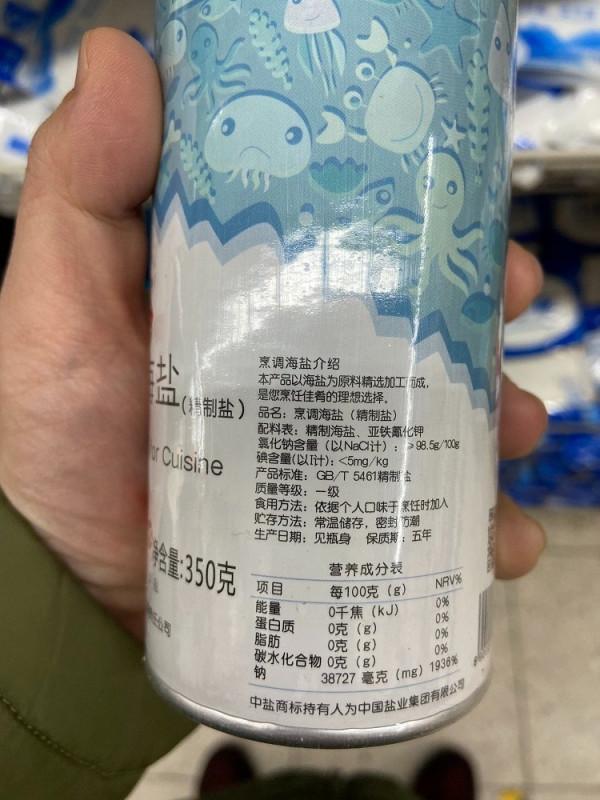 盐(精制盐)
or Cuisine
净含量:350克
烹调海盐介绍
本产品以海盐为原料精选加工而成,
是您烹饪佳肴的理想选择。
品名:烹调海盐(精制盐)
配料表:精制海盐、亚铁氰化钾
氯化钠含量(以NaCl计):≥98.5g/100g
碘含量(以I计):<5mg/kg
产品标准:GB/T 5461精制盐
质量等级:一级
食用方法:依据个人口味于烹饪时加入
贮存方法:常温储存,密封防潮
生产日期:见瓶身 保质期:五年
营养成分表
项目 每100克(g) NRV%
能量 0千焦(kJ) 0%
蛋白质 0克(g) 0%
脂肪 0克(g) 0%
碳水化合物 0克(g) 0%
钠 38727 毫克(mg) 1936%
中盐商标持有人为中国盐业集团有限公司